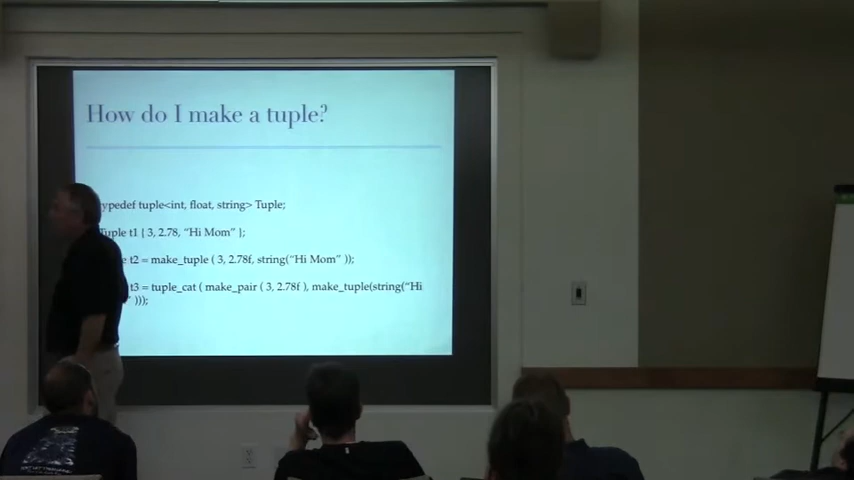 How do I make a tuple?
ypedef tuple<int, float, string> Tuple;
Tuple t1 { 3, 2.78, “Hi Mom” };
e t2 = make_tuple ( 3, 2.78f, string(“Hi Mom” ));
t3 = tuple_cat ( make_pair ( 3, 2.78f ), make_tuple(string(“Hi
” )));